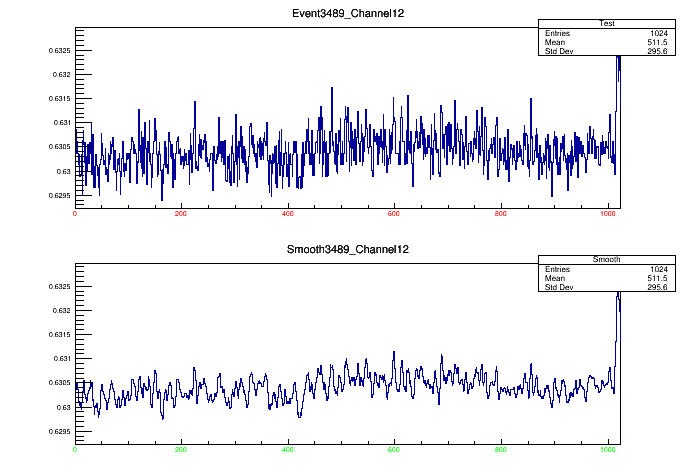 Event3489_Channel12
Test
Entries 1024
Mean 511.5
Std Dev 295.6
0.6325
0.632
0.6315
0.631
0.6305
0.63
0.6295
0 200 400 600 800 1000
Smooth3489_Channel12
Smooth
Entries 1024
Mean 511.5
Std Dev 295.6
0.6325
0.632
0.6315
0.631
0.6305
0.63
0.6295
0 200 400 600 800 1000